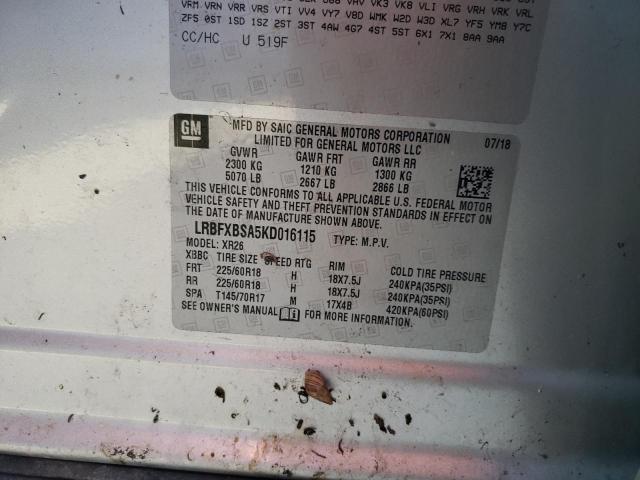 VRM VRN VRR VRS VTI VV4 VY7 V8D WMK W2D W3D XL7 YF5 YM8 Y7C
ZF5 0ST 1SD 1SZ 2ST 3ST 4AW 4G7 4ST 5ST 6X1 7X1 8AA 9AA
CC/HC U 519F
GM
MFD BY SAIC GENERAL MOTORS CORPORATION
LIMITED FOR GENERAL MOTORS LLC
07/18
GVWR GAWR FRT GAWR RR
2300 KG 1210 KG 1300 KG
5070 LB 2667 LB 2866 LB
THIS VEHICLE CONFORMS TO ALL APPLICABLE U.S. FEDERAL MOTOR
VEHICLE SAFETY AND THEFT PREVENTION STANDARDS IN EFFECT ON
THE DATE OF MANUFACTURE SHOWN ABOVE.
LRBFXBSA5KD016115 TYPE: M.P.V.
MODEL: XR26
XBBC TIRE SIZE SPEED RTG RIM COLD TIRE PRESSURE
FRT 225/60R18 H 18X7.5J 240KPA(35PSI)
RR 225/60R18 H 18X7.5J 240KPA(35PSI)
SPA T145/70R17 M 17X4B 420KPA(60PSI)
SEE OWNER'S MANUAL FOR MORE INFORMATION.